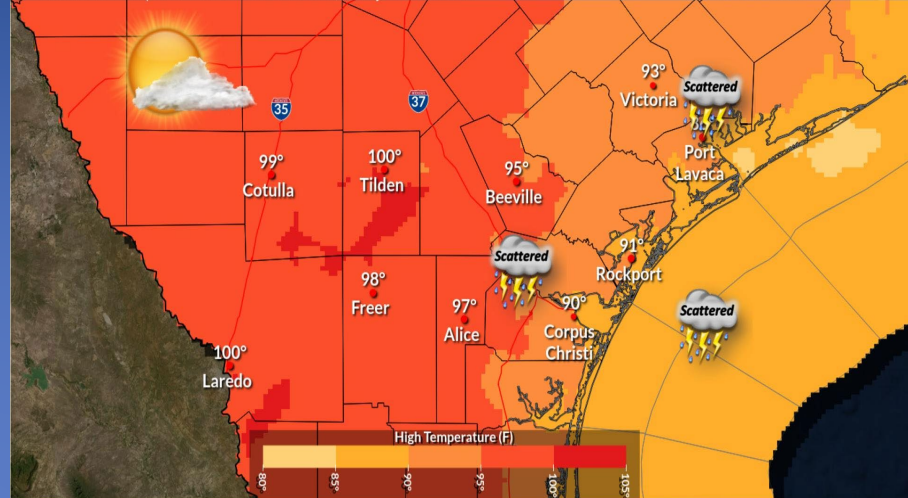 93°
Victoria
Scattered
35
37
Port
Lavaca
99°
Cotulla
100°
Tilden
95°
Beeville
Scattered
91°
Rockport
98°
Freer
97°
Alice
90°
Corpus
Christi
Scattered
100°
Laredo
High Temperature (F)
80°
85°
90°
95°
100°
105°